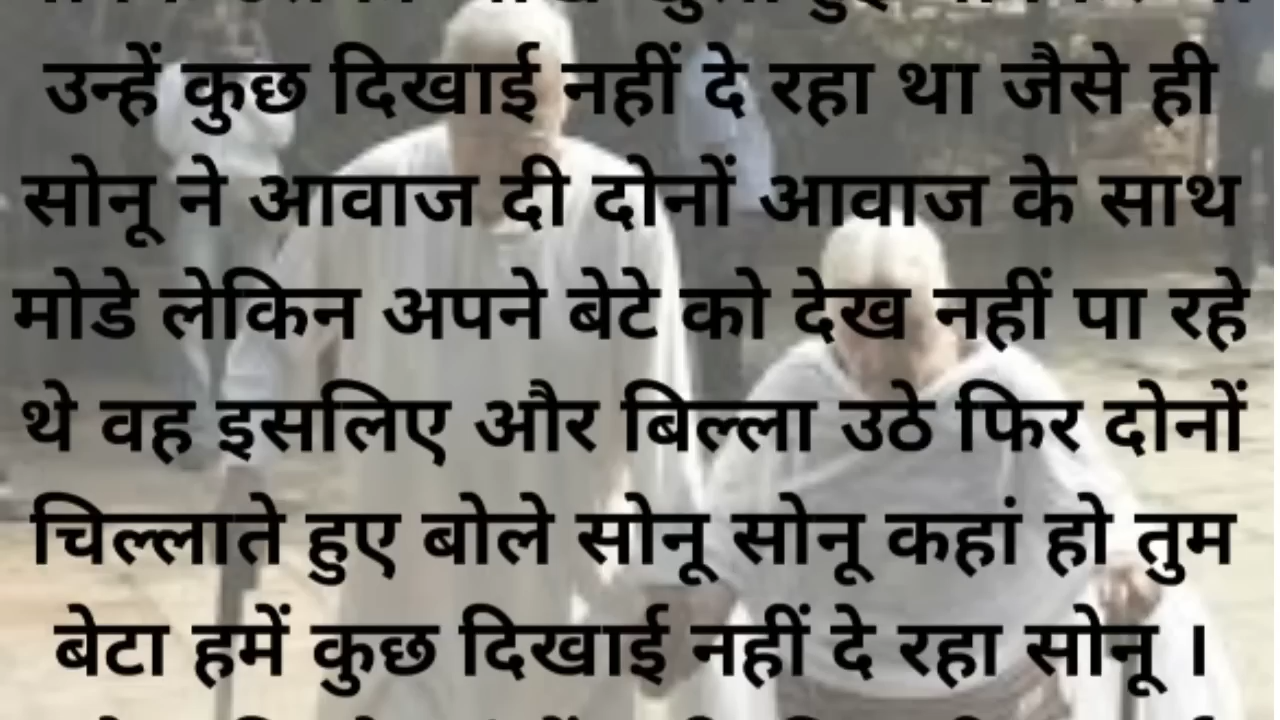 उन्हें कुछ दिखाई नहीं दे रहा था जैसे ही
सोनू ने आवाज दी दोनों आवाज के साथ
मोडे लेकिन अपने बेटे को देख नहीं पा रहे
थे वह इसलिए और बिल्ला उठे फिर दोनों
चिल्लाते हुए बोले सोनू सोनू कहां हो तुम
बेटा हमें कुछ दिखाई नहीं दे रहा सोनू ।